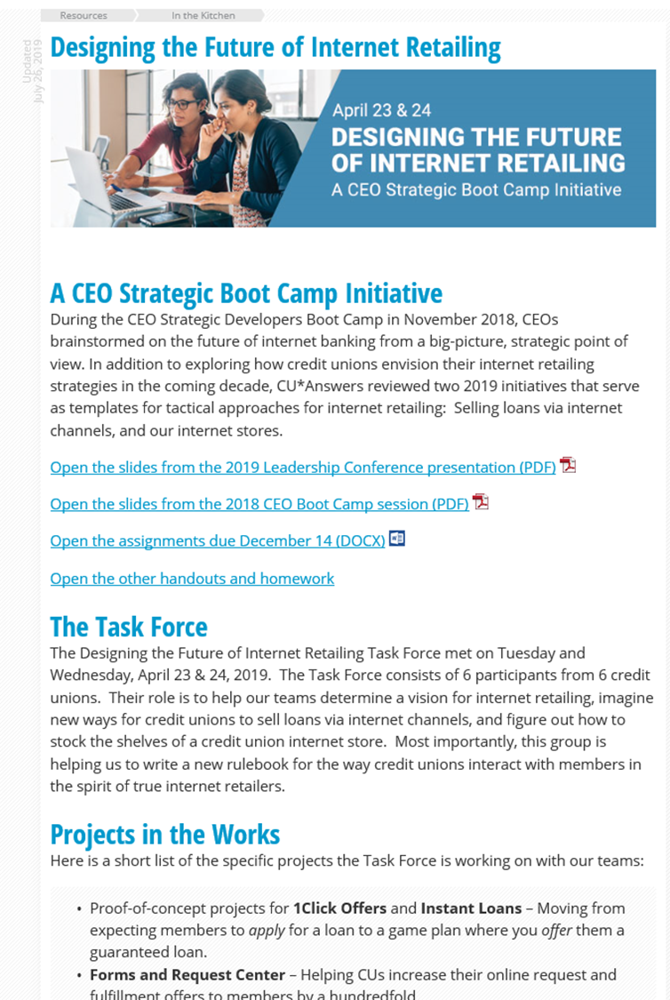 Resources
In the Kitchen
Updated
July 26, 2019
Designing the Future of Internet Retailing
April 23 & 24
DESIGNING THE FUTURE
OF INTERNET RETAILING
A CEO Strategic Boot Camp Initiative
A CEO Strategic Boot Camp Initiative
During the CEO Strategic Developers Boot Camp in November 2018, CEOs
brainstormed on the future of internet banking from a big-picture, strategic point of
view. In addition to exploring how credit unions envision their internet retailing
strategies in the coming decade, CU*Answers reviewed two 2019 initiatives that serve
as templates for tactical approaches for internet retailing:  Selling loans via internet
channels, and our internet stores.
Open the slides from the 2019 Leadership Conference presentation (PDF)
Open the slides from the 2018 CEO Boot Camp session (PDF)
Open the assignments due December 14 (DOCX)
Open the other handouts and homework
The Task Force
The Designing the Future of Internet Retailing Task Force met on Tuesday and
Wednesday, April 23 & 24, 2019.  The Task Force consists of 6 participants from 6 credit
unions.  Their role is to help our teams determine a vision for internet retailing, imagine
new ways for credit unions to sell loans via internet channels, and figure out how to
stock the shelves of a credit union internet store.  Most importantly, this group is
helping us to write a new rulebook for the way credit unions interact with members in
the spirit of true internet retailers.
Projects in the Works
Here is a short list of the specific projects the Task Force is working on with our teams:
• Proof-of-concept projects for 1Click Offers and Instant Loans – Moving from
expecting members to apply for a loan to a game plan where you offer them a
guaranteed loan.
• Forms and Request Center – Helping CUs increase their online request and
fulfillment offers to members by a hundredfold